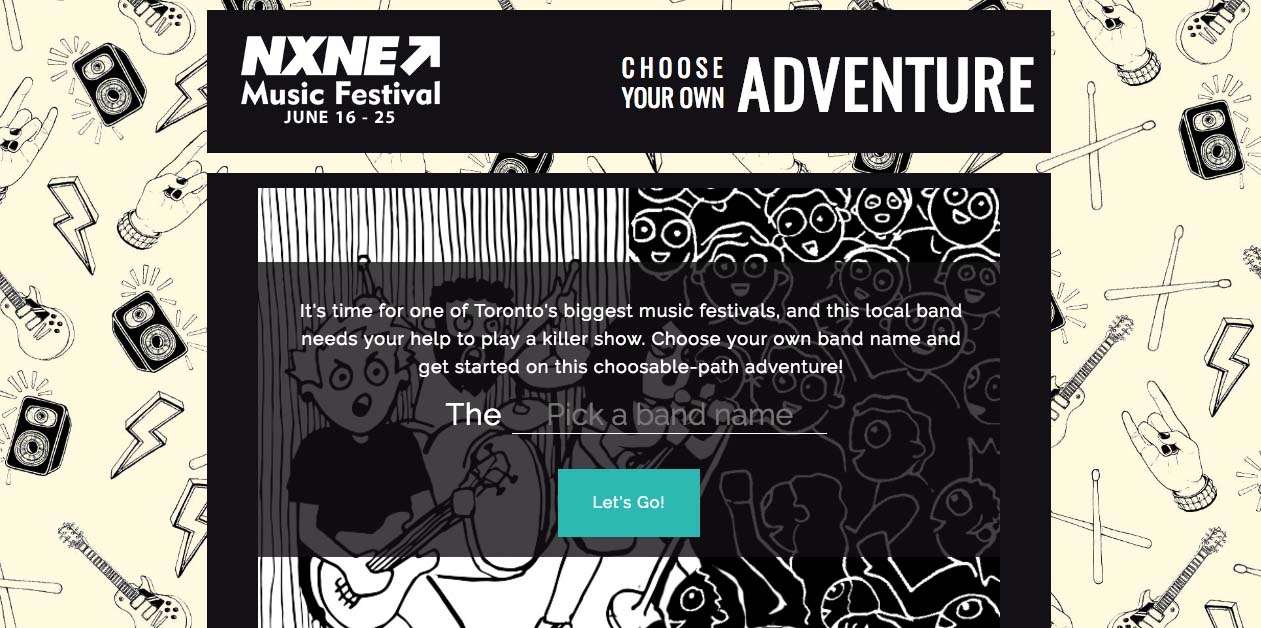 NXNE
Music Festival
JUNE 16 - 25
CHOOSE
YOUR OWN
ADVENTURE
It's time for one of Toronto's biggest music festivals, and this local band
needs your help to play a killer show. Choose your own band name and
get started on this choosable-path adventure!
The Pick a band name
Let's Go!